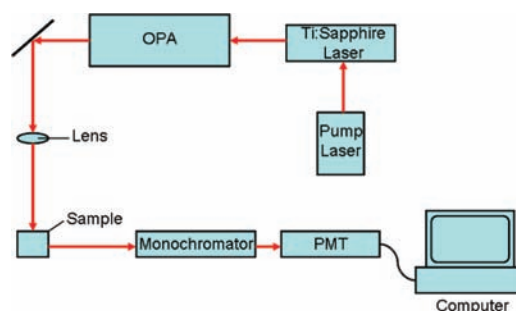 OPA
Ti:Sapphire
Laser
Lens
Pump
Laser
Sample
Monochromator
PMT
Computer